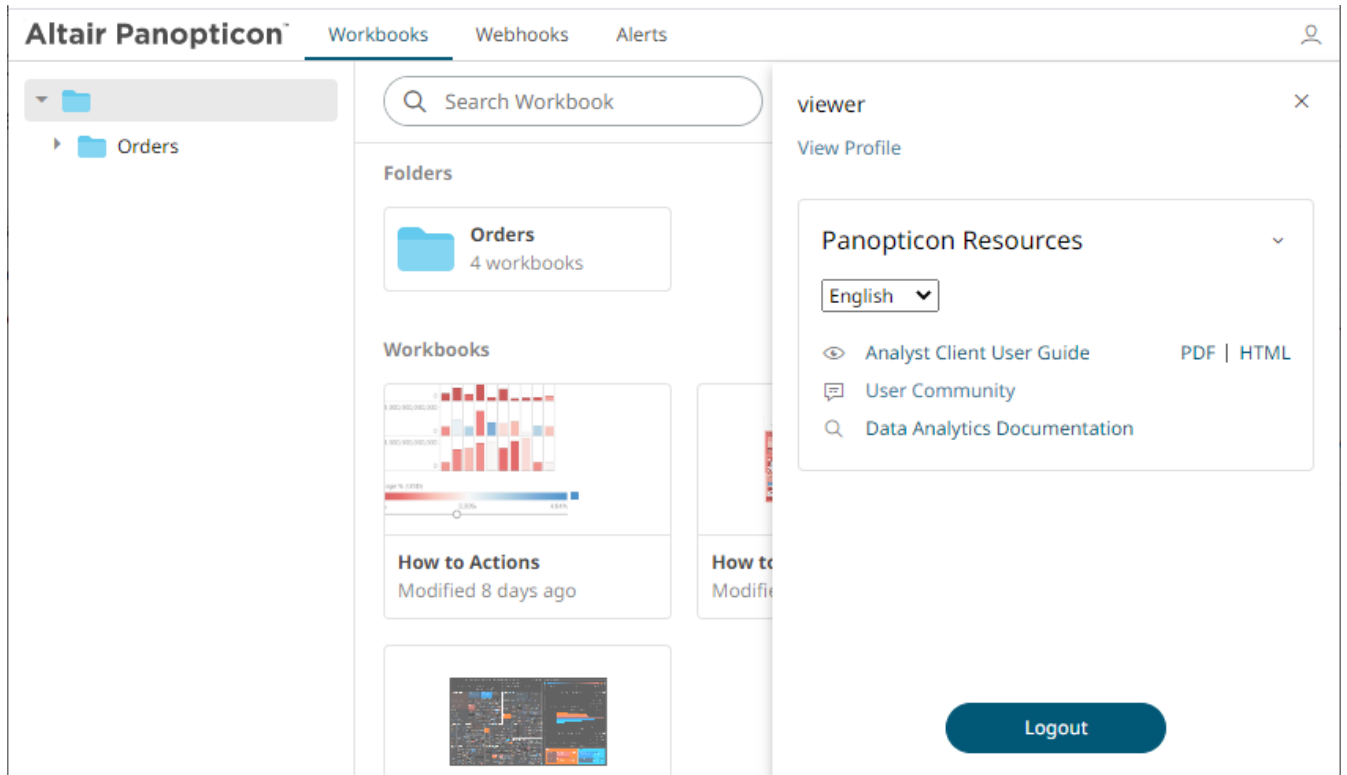 Altair Panopticon™
Workbooks Webhooks Alerts
Orders
Search Workbook
Folders
Orders
4 workbooks
Workbooks
How to Actions
Modified 8 days ago
How to
viewer
View Profile
Panopticon Resources
English
Analyst Client User Guide PDF | HTML
User Community
Data Analytics Documentation
Logout